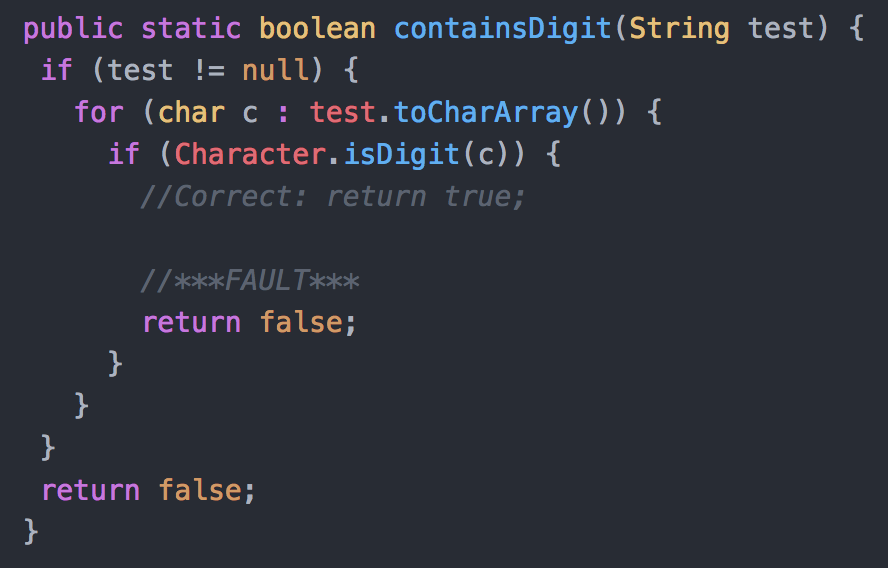 public static boolean containsDigit(String test) {
 if (test != null) {
   for (char c : test.toCharArray()) {
     if (Character.isDigit(c)) {
       //Correct: return true;

       //***FAULT***
       return false;
     }
   }
 }
 return false;
}